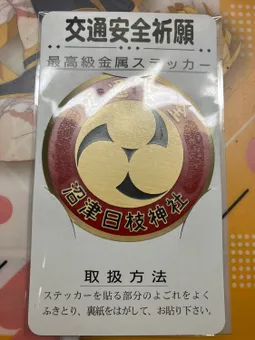 交通安全祈願
最高級金属ステッカー
沼津日枝神社
取扱方法
ステッカーを貼る部分のよごれをよく
ふきとり、裏紙をはがして、お貼り下さい。